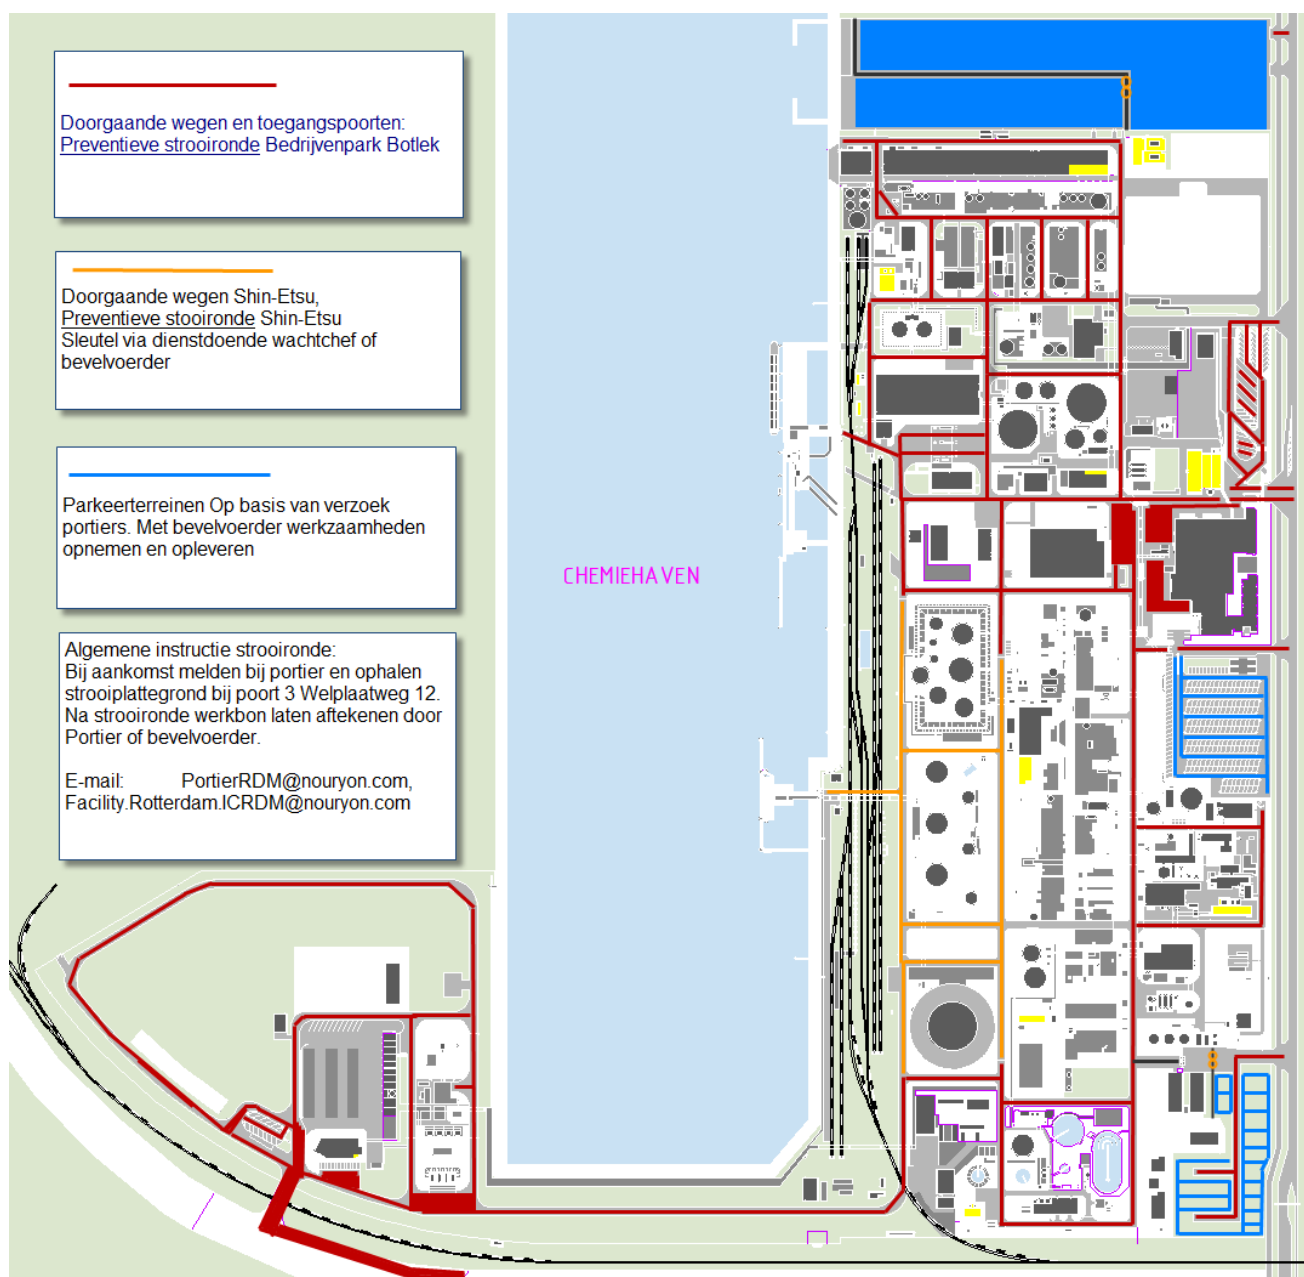 Doorgaande wegen en toegangspoorten:
Preventieve strooironde Bedrijvenpark Botlek
Doorgaande wegen Shin-Etsu,
Preventieve stooironde Shin-Etsu
Sleutel via dienstdoende wachtchef of
bevelvoerder
Parkeerterreinen Op basis van verzoek
portiers. Met bevelvoerder werkzaamheden
opnemen en opleveren
Algemene instructie strooironde:
Bij aankomst melden bij portier en ophalen
strooiplattegrond bij poort 3 Welplaatweg 12.
Na strooironde werkbon laten aftekenen door
Portier of bevelvoerder.
E-mail: PortierRDM@nouryon.com,
Facility.Rotterdam.ICRDM@nouryon.com
CHEMIEHAVEN